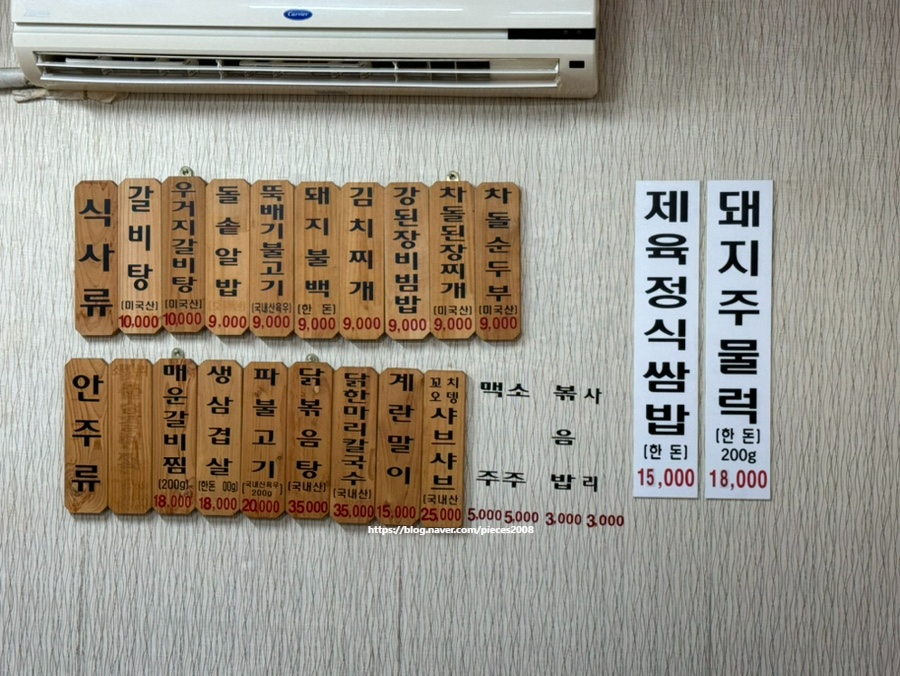 Carrier
식사류
갈비탕
[미국산]
10,000
우거지갈비탕
[미국산]
10,000
돌솥알밥
9,000
뚝배기불고기
[국내산육우]
9,000
돼지불백
[한 돈]
9,000
김치찌개
9,000
강된장비빔밥
9,000
차돌된장찌개
[미국산]
9,000
차돌순두부
[미국산]
9,000
안주류
매운갈비찜
[200g]
18,000
생삼겹살
[한돈 00g]
18,000
파불고기
[국내산육우]
200g
20,000
닭볶음탕
[국내산]
35,000
닭한마리칼국수
[국내산]
35,000
계란말이
15,000
꼬치오뎅
샤브샤브
[국내산
25,000
맥주
5,000
소주
5,000
볶음밥
3,000
사리
3,000
제육정식쌈밥
[한 돈]
15,000
돼지주물럭
[한 돈]
200g
18,000
https://blog.naver.com/pieces2008